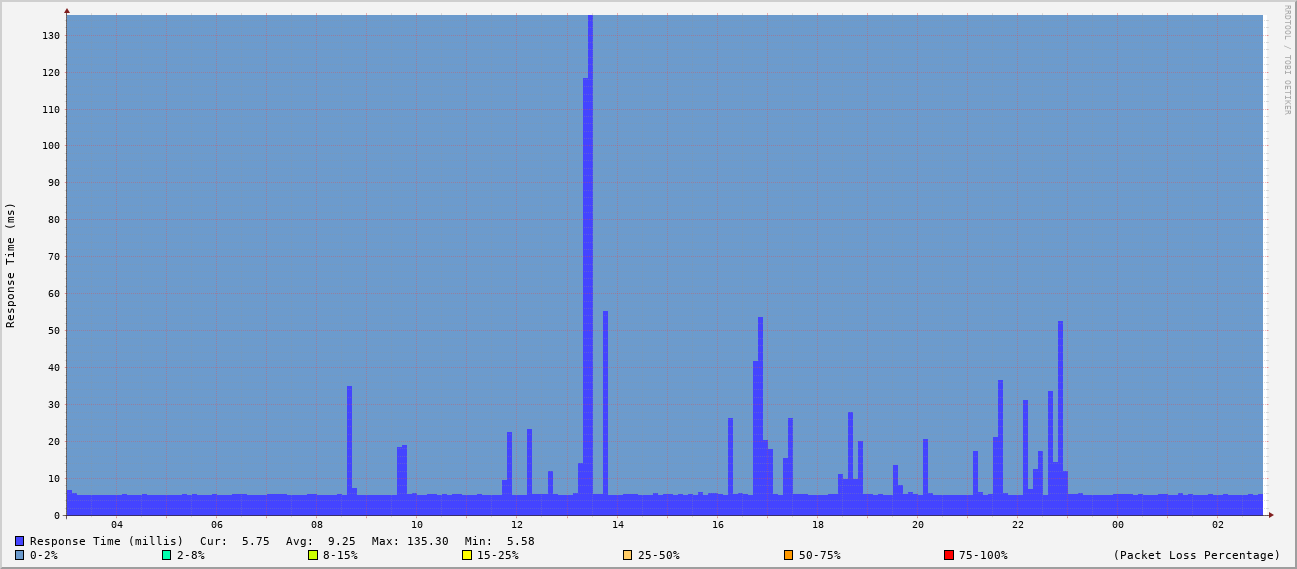 RRDTOOL / TOBI OETIKER
Response Time (ms)
130
120
110
100
90
80
70
60
50
40
30
20
10
0
04 06 08 10 12 14 16 18 20 22 00 02
Response Time (millis) Cur: 5.75 Avg: 9.25 Max: 135.30 Min: 5.58
0-2% 2-8% 8-15% 15-25% 25-50% 50-75% 75-100% (Packet Loss Percentage)